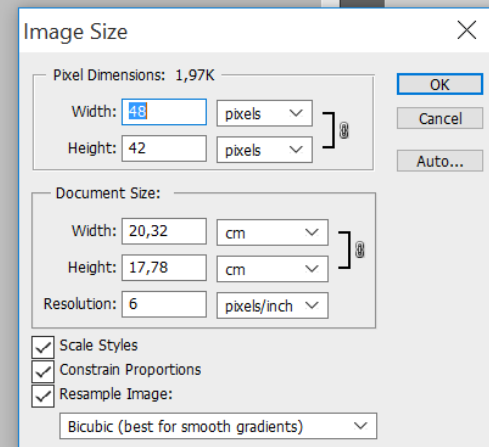 Image Size
Pixel Dimensions: 1,97K
OK
Width: 48 pixels
Cancel
Height: 42 pixels
Auto...
Document Size:
Width: 20,32 cm
Height: 17,78 cm
Resolution: 6 pixels/inch
Scale Styles
Constrain Proportions
Resample Image:
Bicubic (best for smooth gradients)